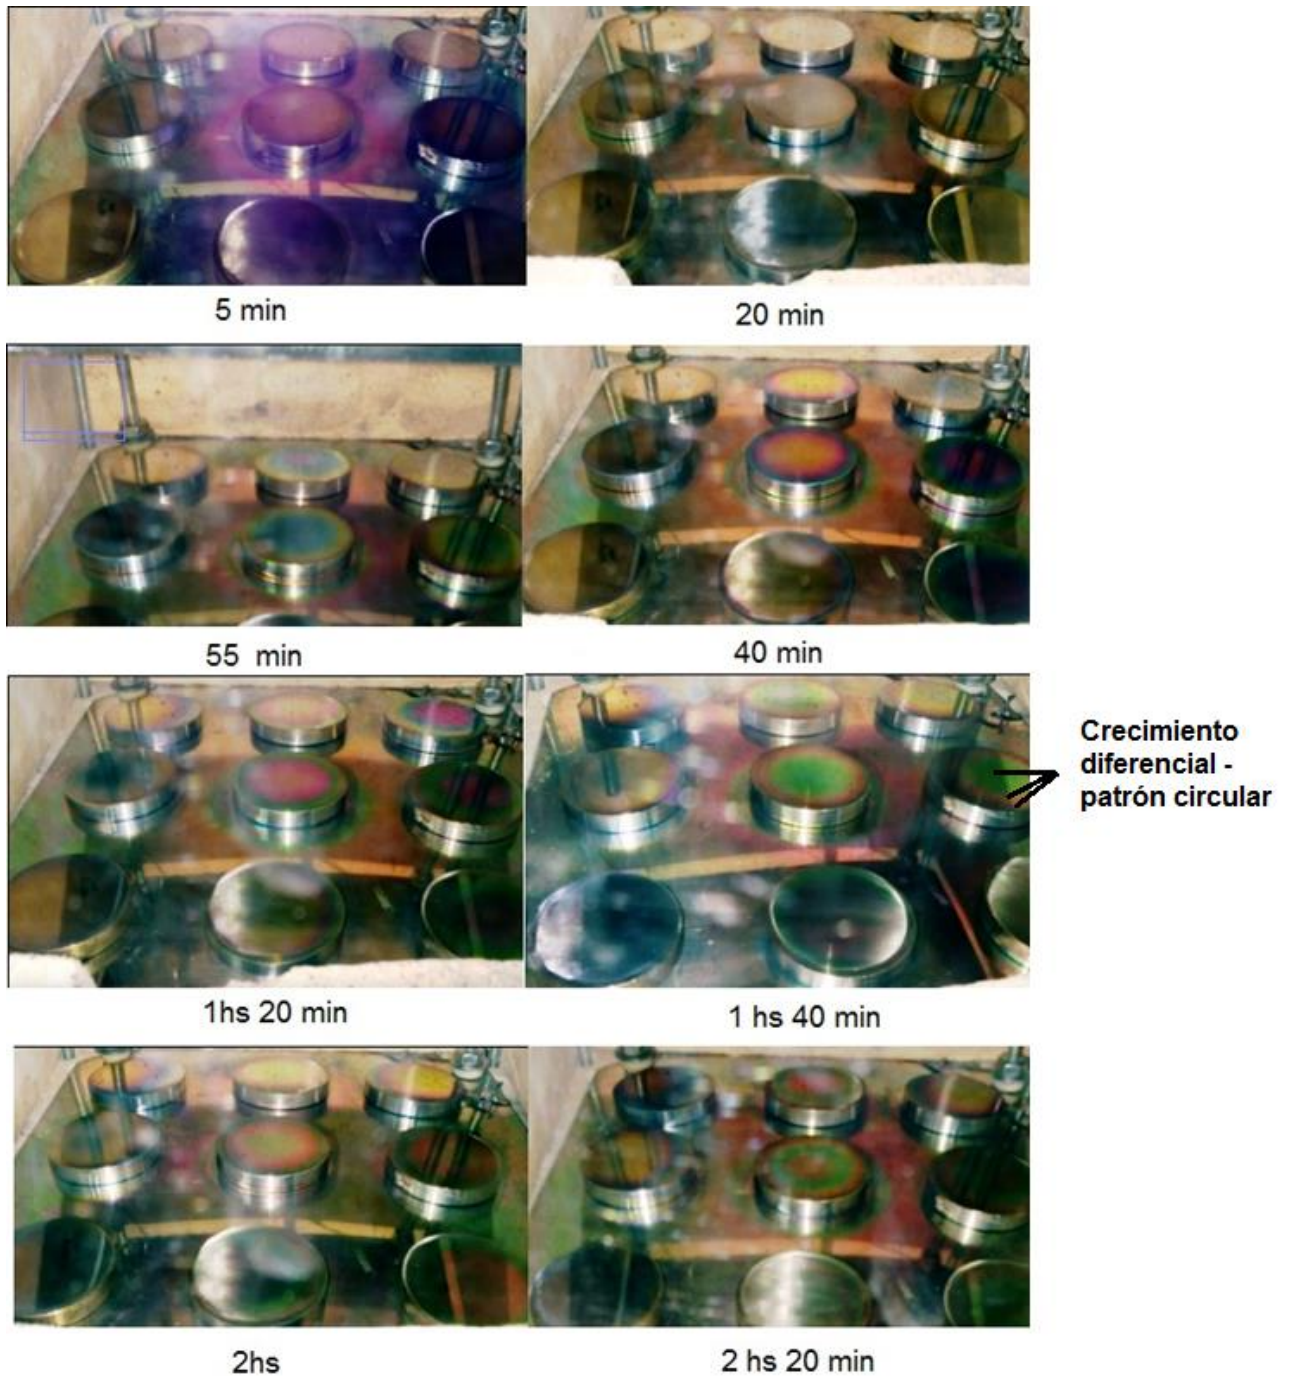 5 min
20 min
55 min
40 min
1hs 20 min
1 hs 40 min
Crecimiento
diferencial -
patrón circular
2hs
2 hs 20 min